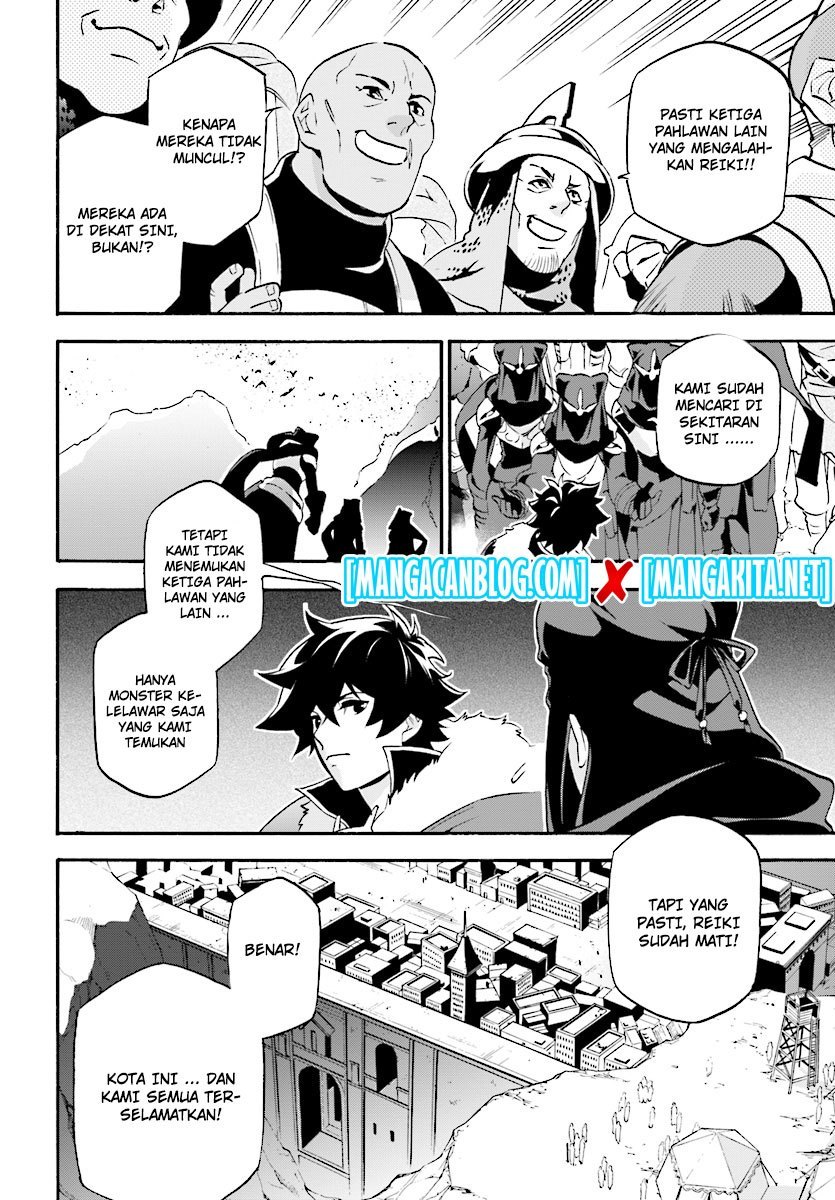 PASTI KETIGA
PAHLAWAN LAIN
YANG MENGALAH-
KAN REIKI!!
KENAPA
MEREKA TIDAK
MUNCUL!?
MEREKA ADA
DI DEKAT SINI,
BUKAN!?
KAMI SUDAH
MENCARI DI
SEKITARAN
SINI ......
TETAPI
KAMI TIDAK
MENEMUKAN
KETIGA PAH-
LAWAN YANG
LAIN ...
HANYA
MONSTER KE-
LELAWAR SAJA
YANG KAMI
TEMUKAN
[MANGACANBLOG.COM] X [MANGAKITA.NET]
TAPI YANG
PASTI, REIKI
SUDAH MATI!
BENAR!
KOTA INI ... DAN
KAMI SEMUA TER-
SELAMATKAN!